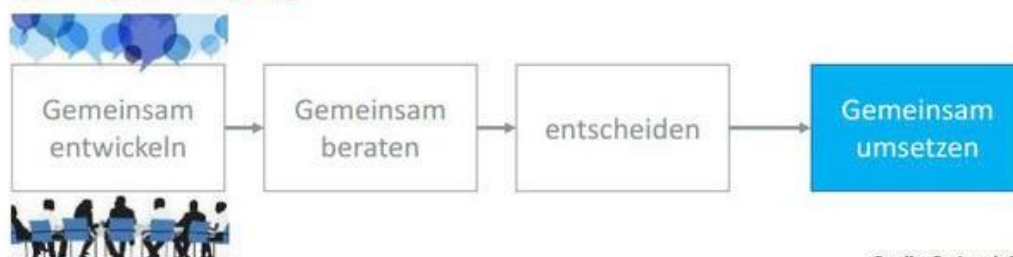 Gemeinsam
entwickeln
Gemeinsam
beraten
entscheiden
Gemeinsam
umsetzen